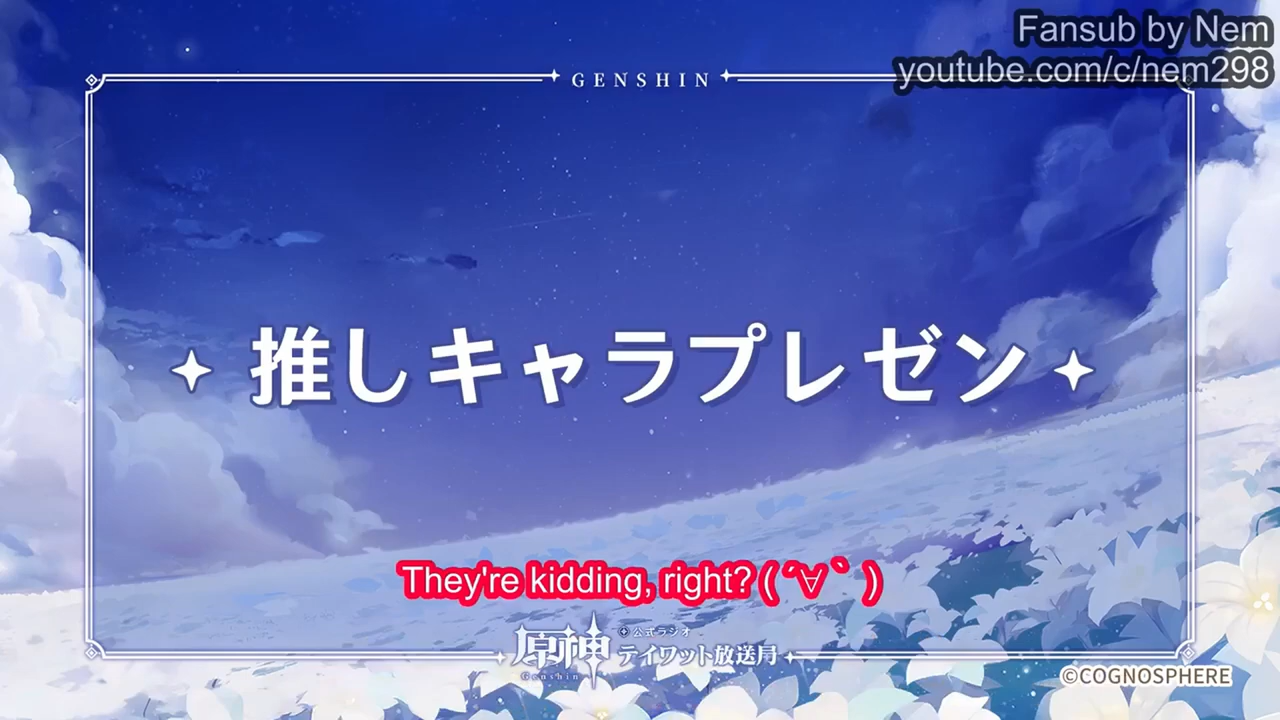 Fansub by Nem
youtube.com/c/nem298
GENSHIN
推しキャラプレゼン
They're kidding, right? ( ´∀｀ )
原神
Genshin
公式ラジオ
テイワット放送局
©COGNOSPHERE